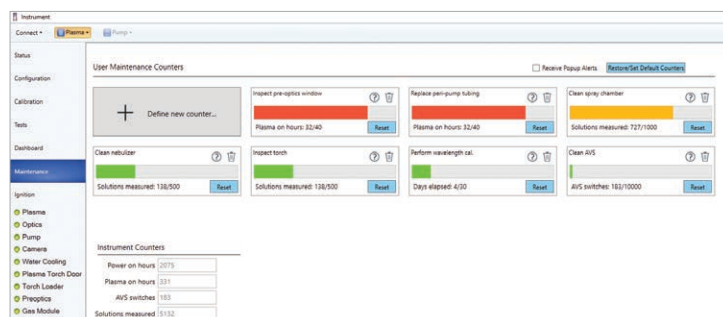 Instrument
Connect
Plasma
Pump
Status
Configuration
Calibration
Tests
Dashboard
Maintenance
Ignition
Plasma
Optics
Pump
Camera
Water Cooling
Plasma Torch Door
Torch Loader
Preoptics
Gas Module
User Maintenance Counters
Receive Popup Alerts
Restore/Set Default Counters
+ Define new counter...
Inspect pre-optics window
Plasma on hours: 32/40
Reset
Replace peri-pump tubing
Plasma on hours: 32/40
Reset
Clean spray chamber
Solutions measured: 727/1000
Reset
Clean nebulizer
Solutions measured: 138/500
Reset
Inspect torch
Solutions measured: 138/500
Reset
Perform wavelength cal.
Days elapsed: 4/30
Reset
Clean AVS
AVS switches: 183/10000
Reset
Instrument Counters
Power on hours 2075
Plasma on hours 331
AVS switches 183
Solutions measured 5132